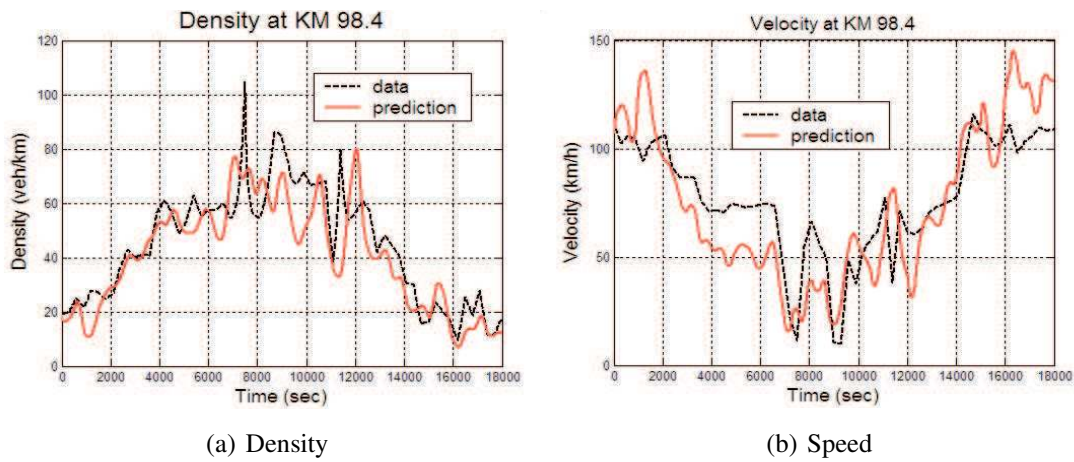 Density at KM 98.4
120
100
80
60
40
20
0
0 2000 4000 6000 8000 10000 12000 14000 16000 18000
Density (veh/km)
Time (sec)
data
prediction
(a) Density
Velocity at KM 98.4
150
100
50
0
0 2000 4000 6000 8000 10000 12000 14000 16000 18000
Velocity (km/h)
Time (sec)
data
prediction
(b) Speed